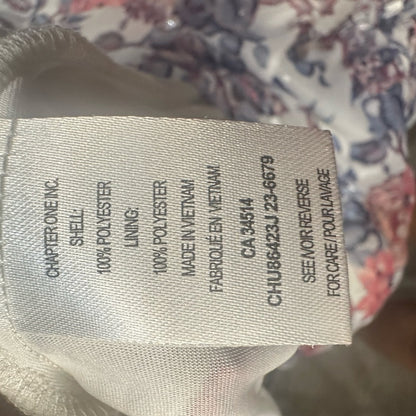 CHAPTER ONE INC.
SHELL:
100% POLYESTER
LINING:
100% POLYESTER
MADE IN VIETNAM
FABRIQUÉ EN VIETNAM
CA 34514
CHU86423J 23-6679
SEE/VOIR REVERSE
FOR CARE/POUR LAVAGE